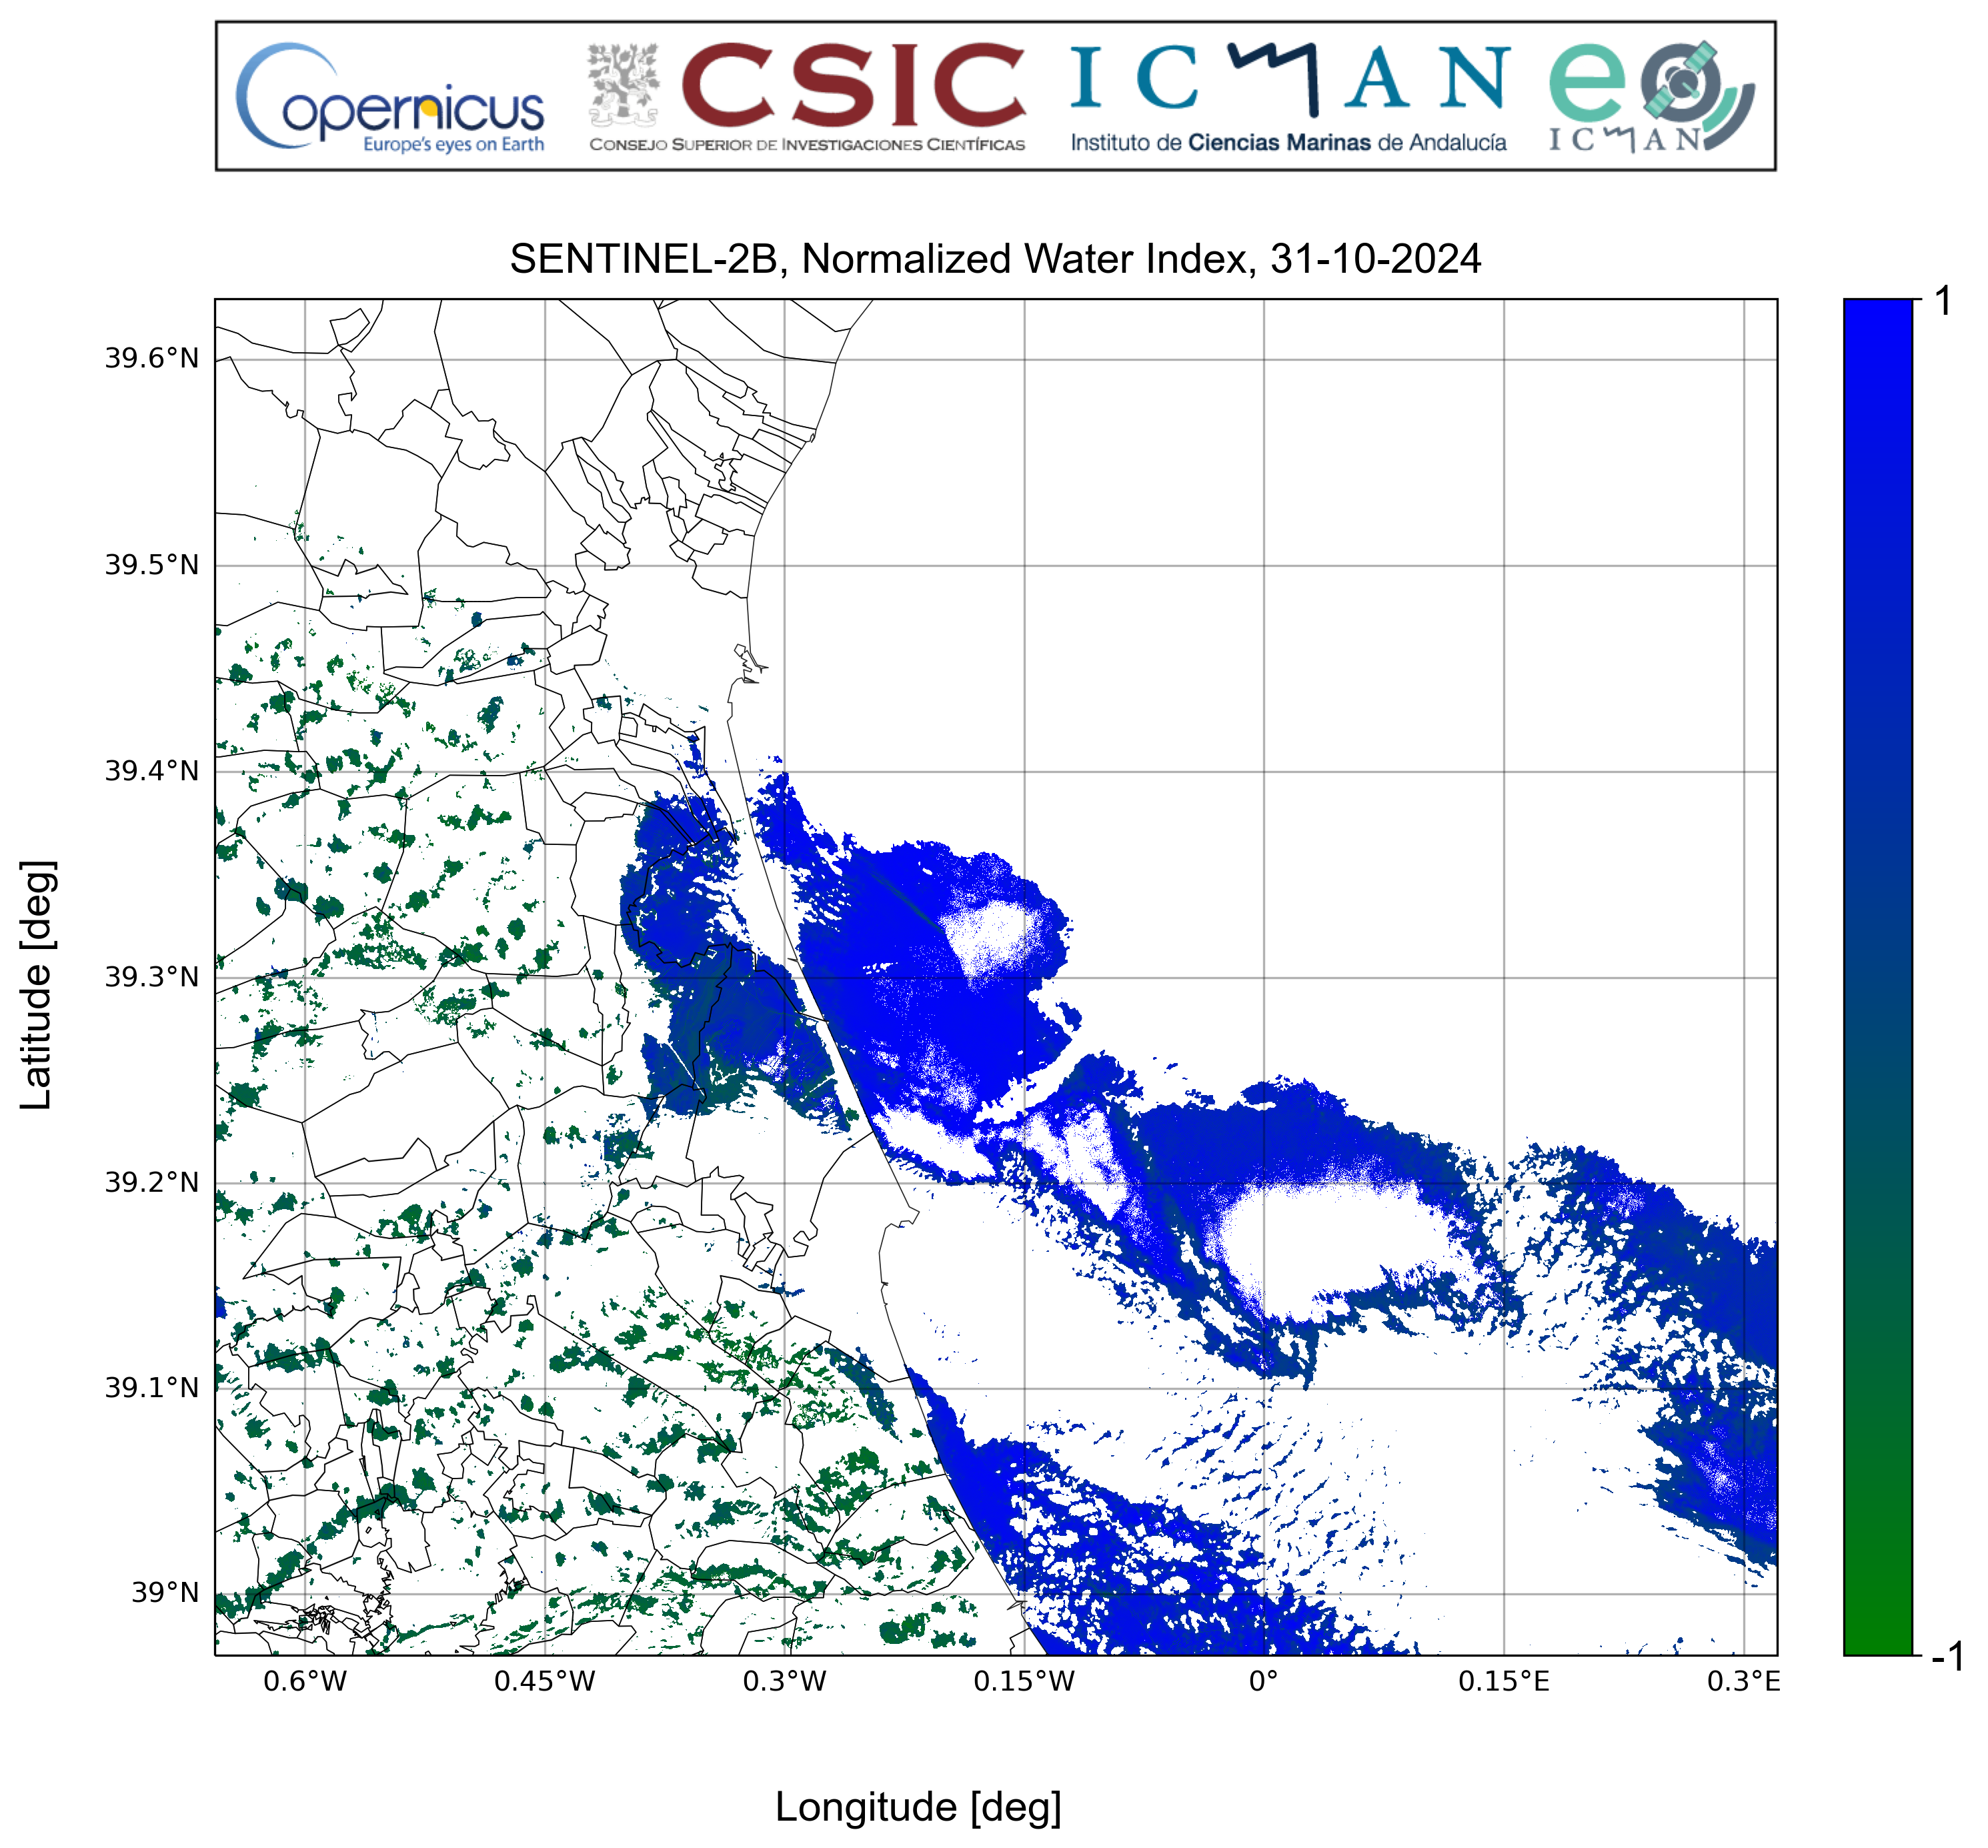 opernicus
Europe's eyes on Earth
CSIC
CONSEJO SUPERIOR DE INVESTIGACIONES CIENTÍFICAS
ICMAN
Instituto de Ciencias Marinas de Andalucía
eo
ICMAN
SENTINEL-2B, Normalized Water Index, 31-10-2024
1
39.6°N
39.5°N
39.4°N
39.3°N
39.2°N
39.1°N
39°N
-1
Latitude [deg]
0.6°W 0.45°W 0.3°W 0.15°W 0° 0.15°E 0.3°E
Longitude [deg]